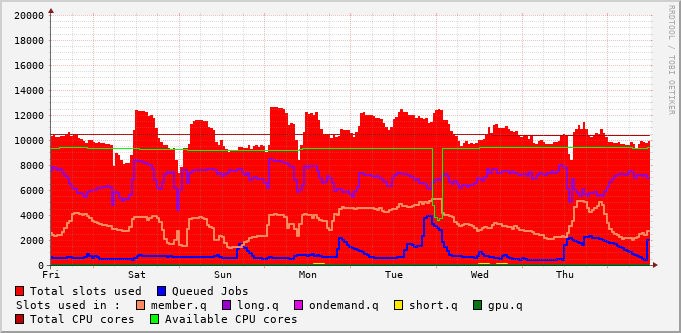 20000
18000
16000
14000
12000
10000
8000
6000
4000
2000
0
Fri Sat Sun Mon Tue Wed Thu
Total slots used Queued Jobs
Slots used in : member.q long.q ondemand.q short.q gpu.q
Total CPU cores Available CPU cores
RRDTOOL / TOBI OETIKER